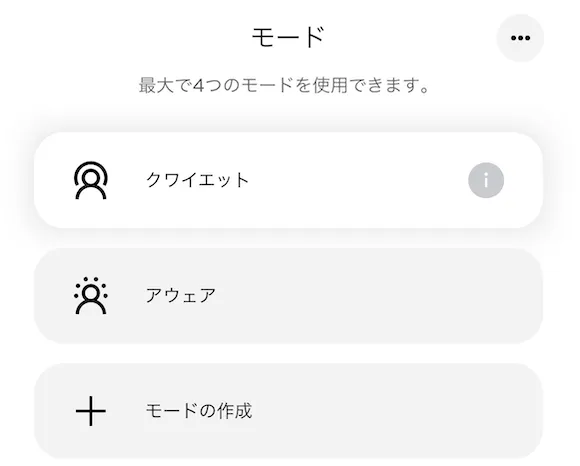 モード
最大で4つのモードを使用できます。
クワイエット
アウェア
モードの作成